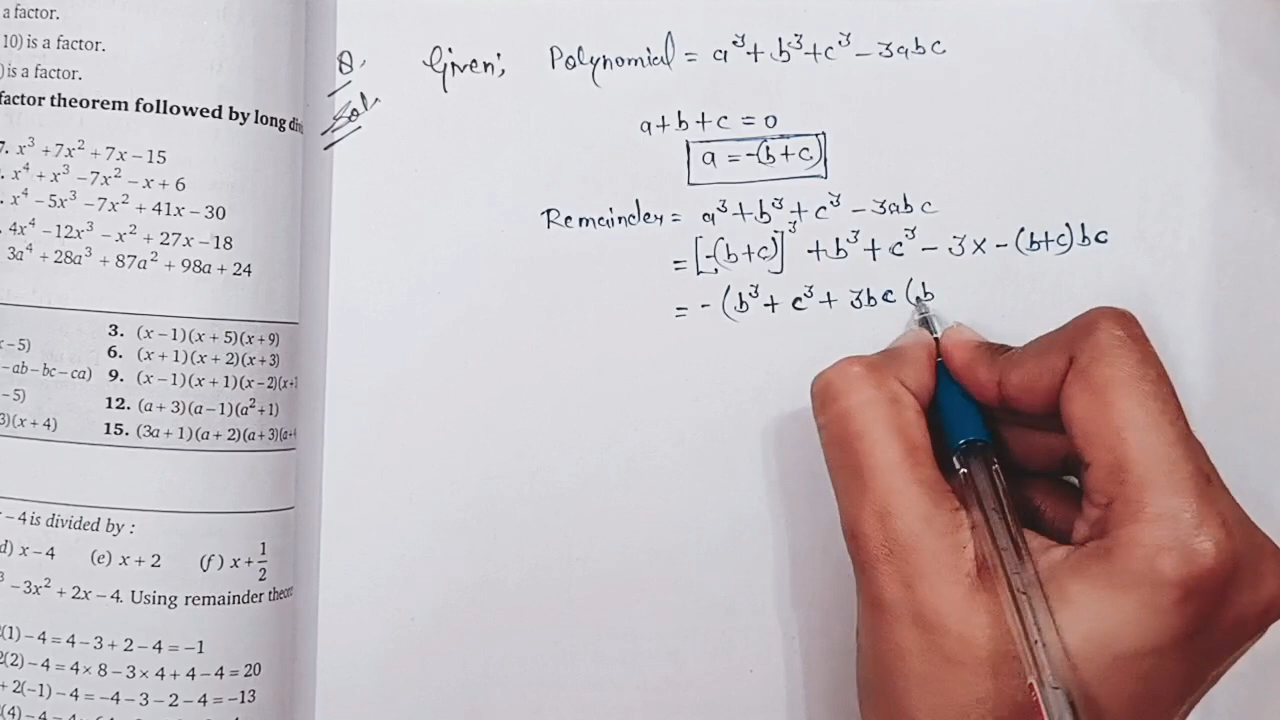 a factor.
10) is a factor.
) is a factor.
factor theorem followed by long di
7. x³ + 7x² + 7x – 15
. x⁴ + x³ – 7x² – x + 6
. x⁴ – 5x³ – 7x² + 41x – 30
. 4x⁴ – 12x³ – x² + 27x – 18
3a⁴ + 28a³ + 87a² + 98a + 24
3. (x – 1)(x + 5)(x + 9)
– 5)
6. (x + 1)(x + 2)(x + 3)
– ab – bc – ca) 9. (x – 1)(x + 1)(x – 2)(x +
– 5)
12. (a + 3)(a – 1)(a² + 1)
3)(x + 4)
15. (3a + 1)(a + 2)(a + 3)(a +
– 4 is divided by :
d) x – 4 (e) x + 2 (f) x + 1/2
³ – 3x² + 2x – 4. Using remainder theor
(1) – 4 = 4 – 3 + 2 – 4 = –1
(2) – 4 = 4 × 8 – 3 × 4 + 4 – 4 = 20
+ 2(–1) – 4 = –4 – 3 – 2 – 4 = –13
Given; Polynomial = a³ + b³ + c³ – 3abc
Sol.
a + b + c = 0
a = –(b + c)
Remainder = a³ + b³ + c³ – 3abc
= [–(b + c)]³ + b³ + c³ – 3 × – (b + c) bc
= – (b³ + c³ + 3bc (b